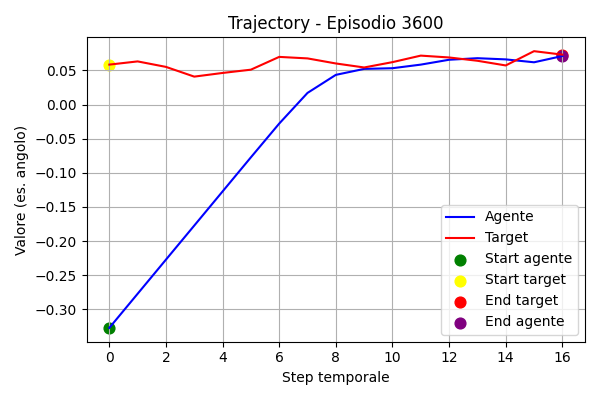 Trajectory - Episodio 3600
Valore (es. angolo)
0.05
0.00
−0.05
−0.10
−0.15
−0.20
−0.25
−0.30
Agente
Target
Start agente
Start target
End target
End agente
0 2 4 6 8 10 12 14 16
Step temporale